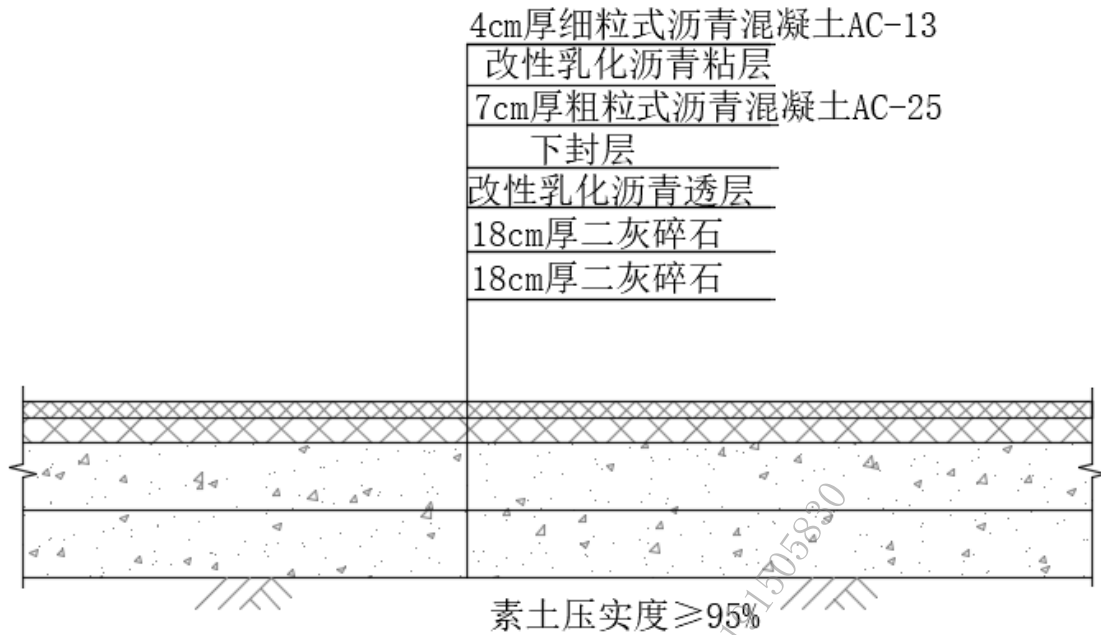 4cm厚细粒式沥青混凝土AC-13
改性乳化沥青粘层
7cm厚粗粒式沥青混凝土AC-25
下封层
改性乳化沥青透层
18cm厚二灰碎石
18cm厚二灰碎石
素土压实度≥95%